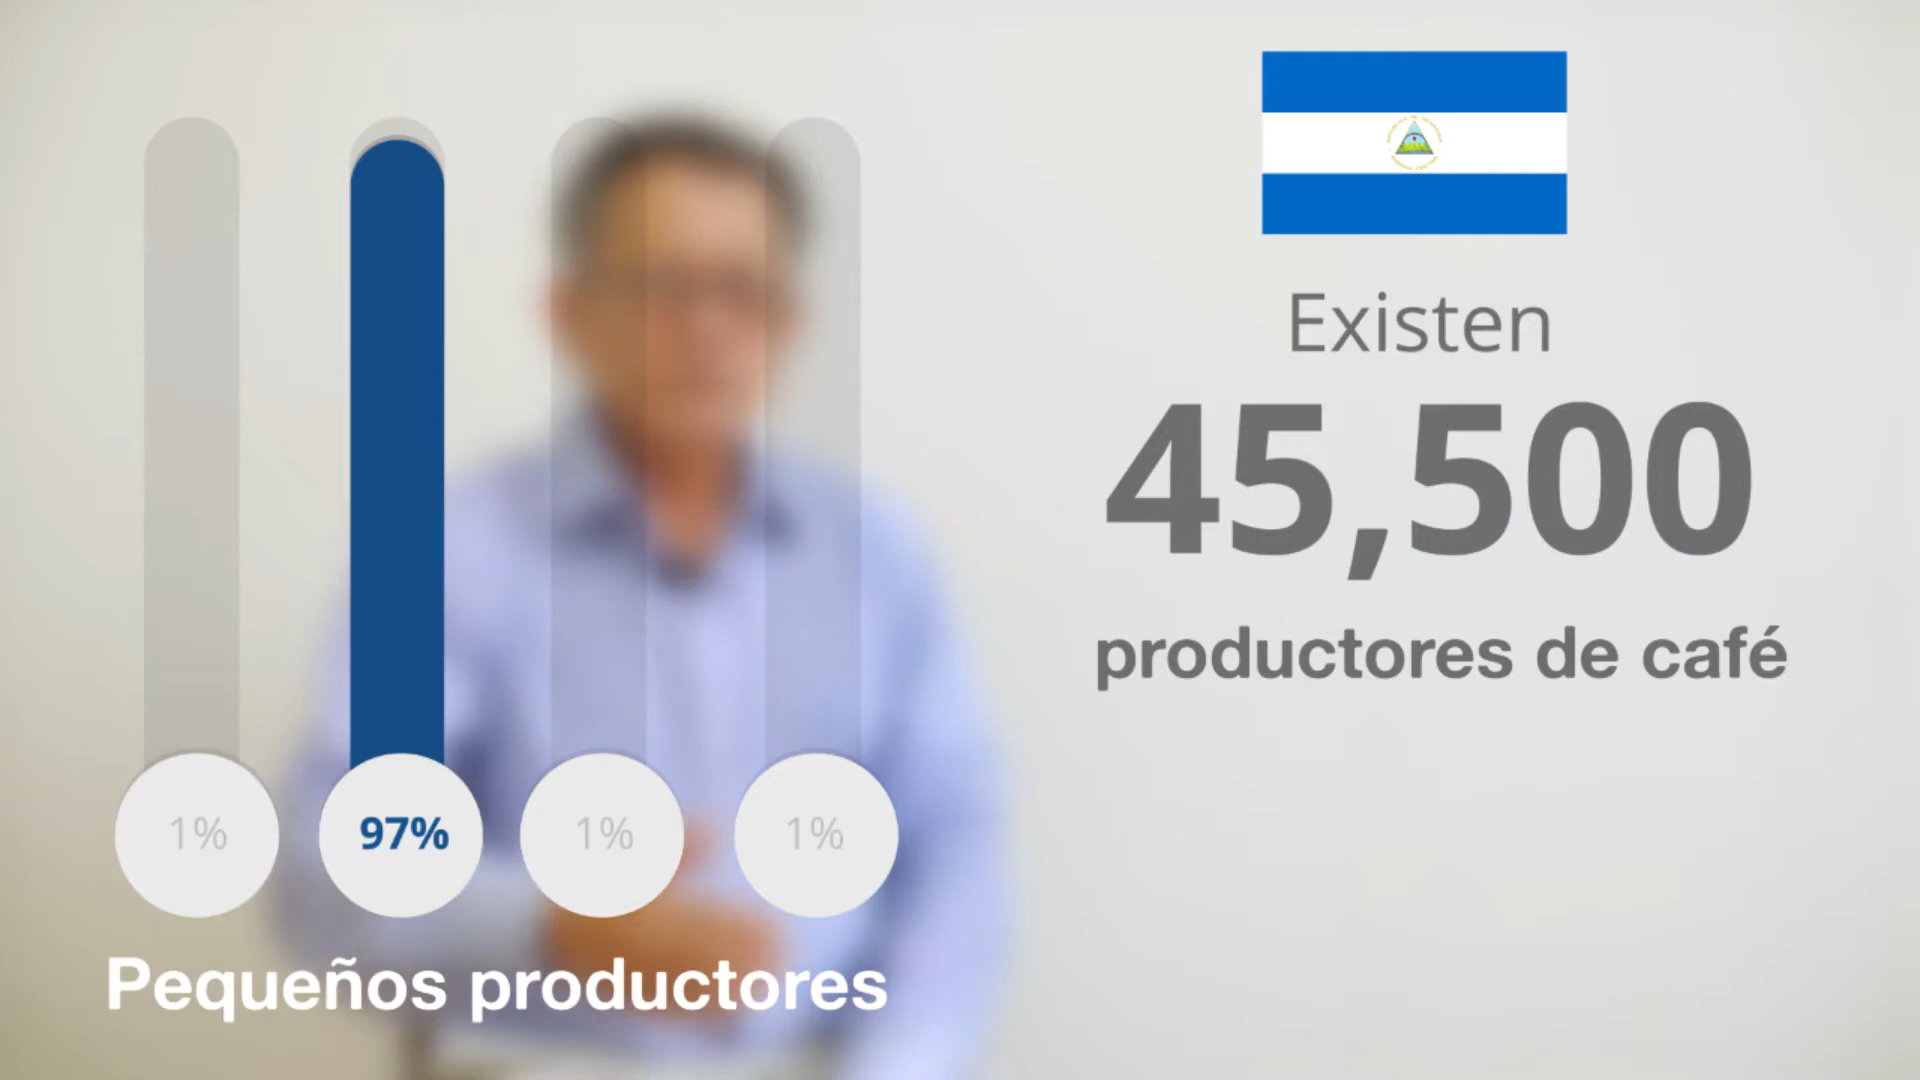 Existen
45,500
productores de café
1%
97%
1%
1%
Pequeños productores